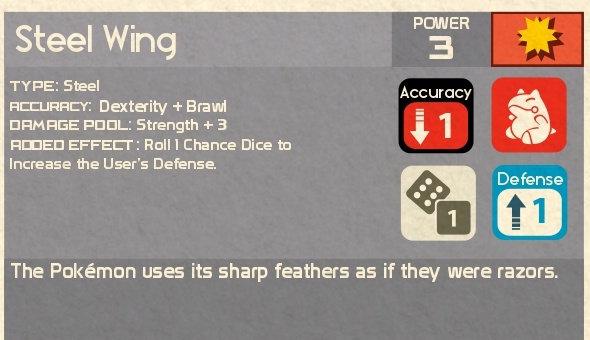 Steel Wing
POWER
3
TYPE: Steel
ACCURACY: Dexterity + Brawl
DAMAGE POOL: Strength + 3
ADDED EFFECT: Roll 1 Chance Dice to
Increase the User's Defense.
Accuracy
1
1
Defense
1
The Pokémon uses its sharp feathers as if they were razors.